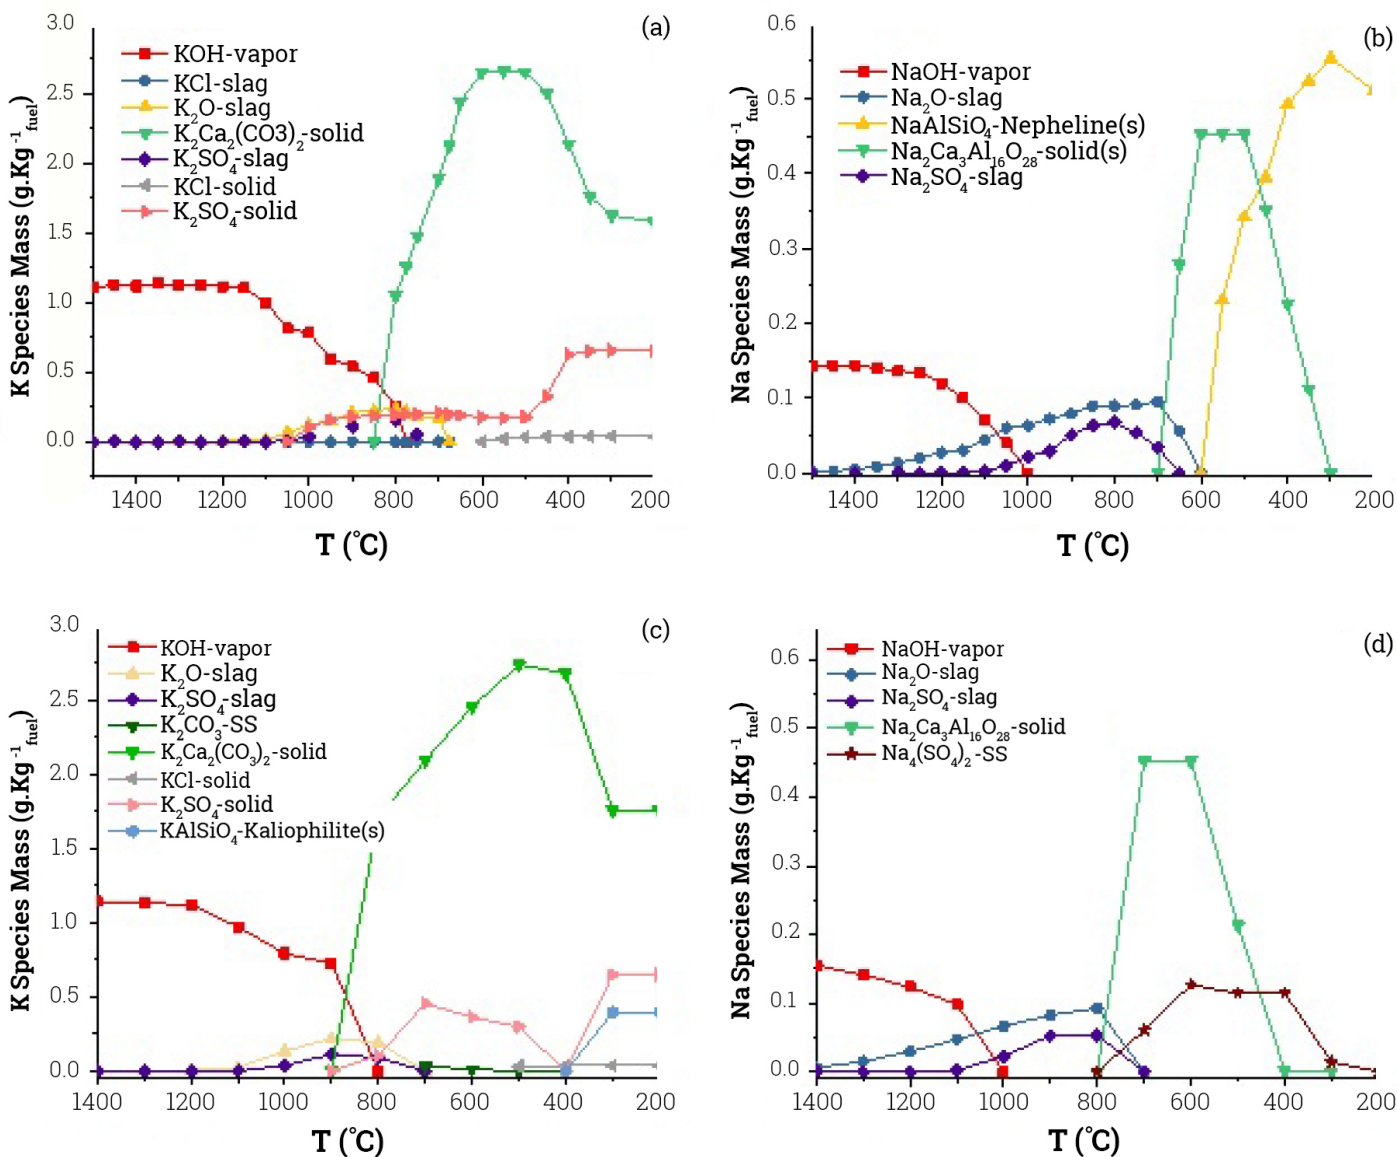 (a)
3.0
2.5
2.0
1.5
1.0
0.5
0.0
K Species Mass (g.Kg⁻¹fuel)
KOH-vapor
KCl-slag
K₂O-slag
K₂Ca₂(CO3)₂-solid
K₂SO₄-slag
KCl-solid
K₂SO₄-solid
1400 1200 1000 800 600 400 200
T (°C)
(b)
0.6
0.5
0.4
0.3
0.2
0.1
0.0
Na Species Mass (g.Kg⁻¹fuel)
NaOH-vapor
Na₂O-slag
NaAlSiO₄-Nepheline(s)
Na₂Ca₃Al₁₆O₂₈-solid(s)
Na₂SO₄-slag
1400 1200 1000 800 600 400 200
T (°C)
(c)
3.0
2.5
2.0
1.5
1.0
0.5
0.0
K Species Mass (g.Kg⁻¹fuel)
KOH-vapor
K₂O-slag
K₂SO₄-slag
K₂CO₃-SS
K₂Ca₂(CO₃)₂-solid
KCl-solid
K₂SO₄-solid
KAlSiO₄-Kaliophilite(s)
1400 1200 1000 800 600 400 200
T (°C)
(d)
0.6
0.5
0.4
0.3
0.2
0.1
0.0
Na Species Mass (g.Kg⁻¹fuel)
NaOH-vapor
Na₂O-slag
Na₂SO₄-slag
Na₂Ca₃Al₁₆O₂₈-solid
Na₄(SO₄)₂-SS
1400 1200 1000 800 600 400 200
T (°C)